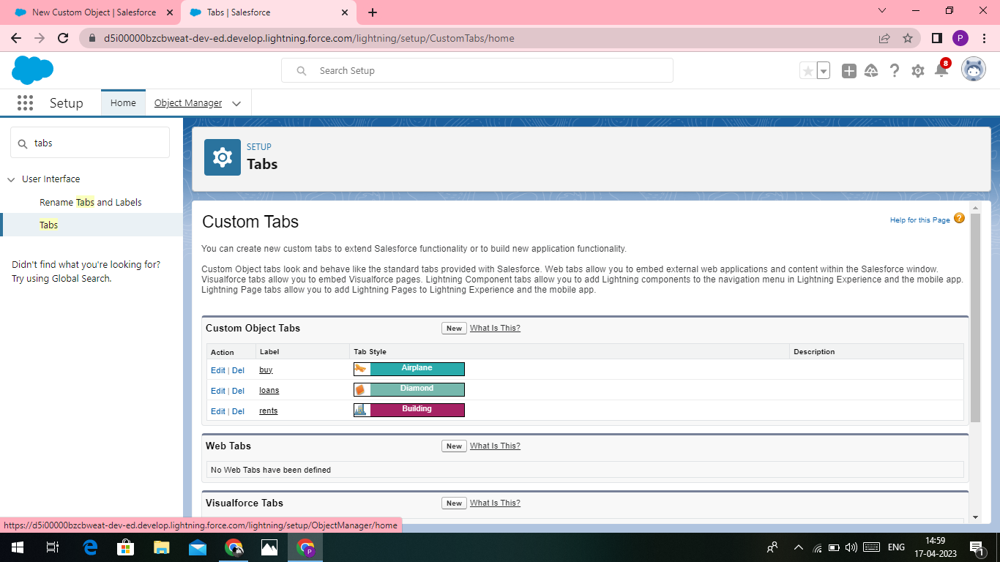 New Custom Object | Salesforce
Tabs | Salesforce
d5i00000bzcbweat-dev-ed.develop.lightning.force.com/lightning/setup/CustomTabs/home
P
Search Setup
8
Setup
Home
Object Manager
tabs
User Interface
Rename Tabs and Labels
Tabs
Didn't find what you're looking for?
Try using Global Search.
SETUP
Tabs
Custom Tabs
Help for this Page ?
You can create new custom tabs to extend Salesforce functionality or to build new application functionality.
Custom Object tabs look and behave like the standard tabs provided with Salesforce. Web tabs allow you to embed external web applications and content within the Salesforce window.
Visualforce tabs allow you to embed Visualforce pages. Lightning Component tabs allow you to add Lightning components to the navigation menu in Lightning Experience and the mobile app.
Lightning Page tabs allow you to add Lightning Pages to Lightning Experience and the mobile app.
Custom Object Tabs New What Is This?
Action Label Tab Style Description
Edit | Del buy Airplane
Edit | Del loans Diamond
Edit | Del rents Building
Web Tabs New What Is This?
No Web Tabs have been defined
Visualforce Tabs New What Is This?
https://d5i00000bzcbweat-dev-ed.develop.lightning.force.com/lightning/setup/ObjectManager/home
P
ENG
14:59
17-04-2023
1